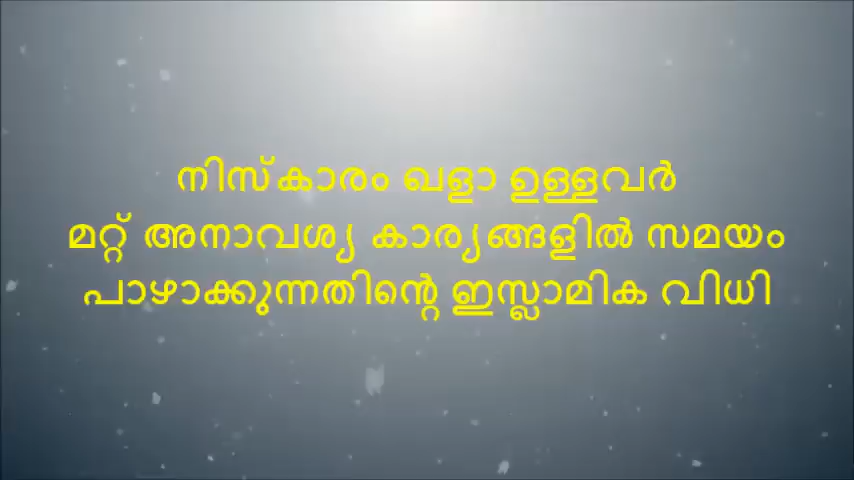 നിസ്കാരം ഖളാ ഉള്ളവർ
മറ്റ് അനാവശ്യ കാര്യങ്ങളിൽ സമയം
പാഴാക്കുന്നതിന്റെ ഇസ്ലാമിക വിധി